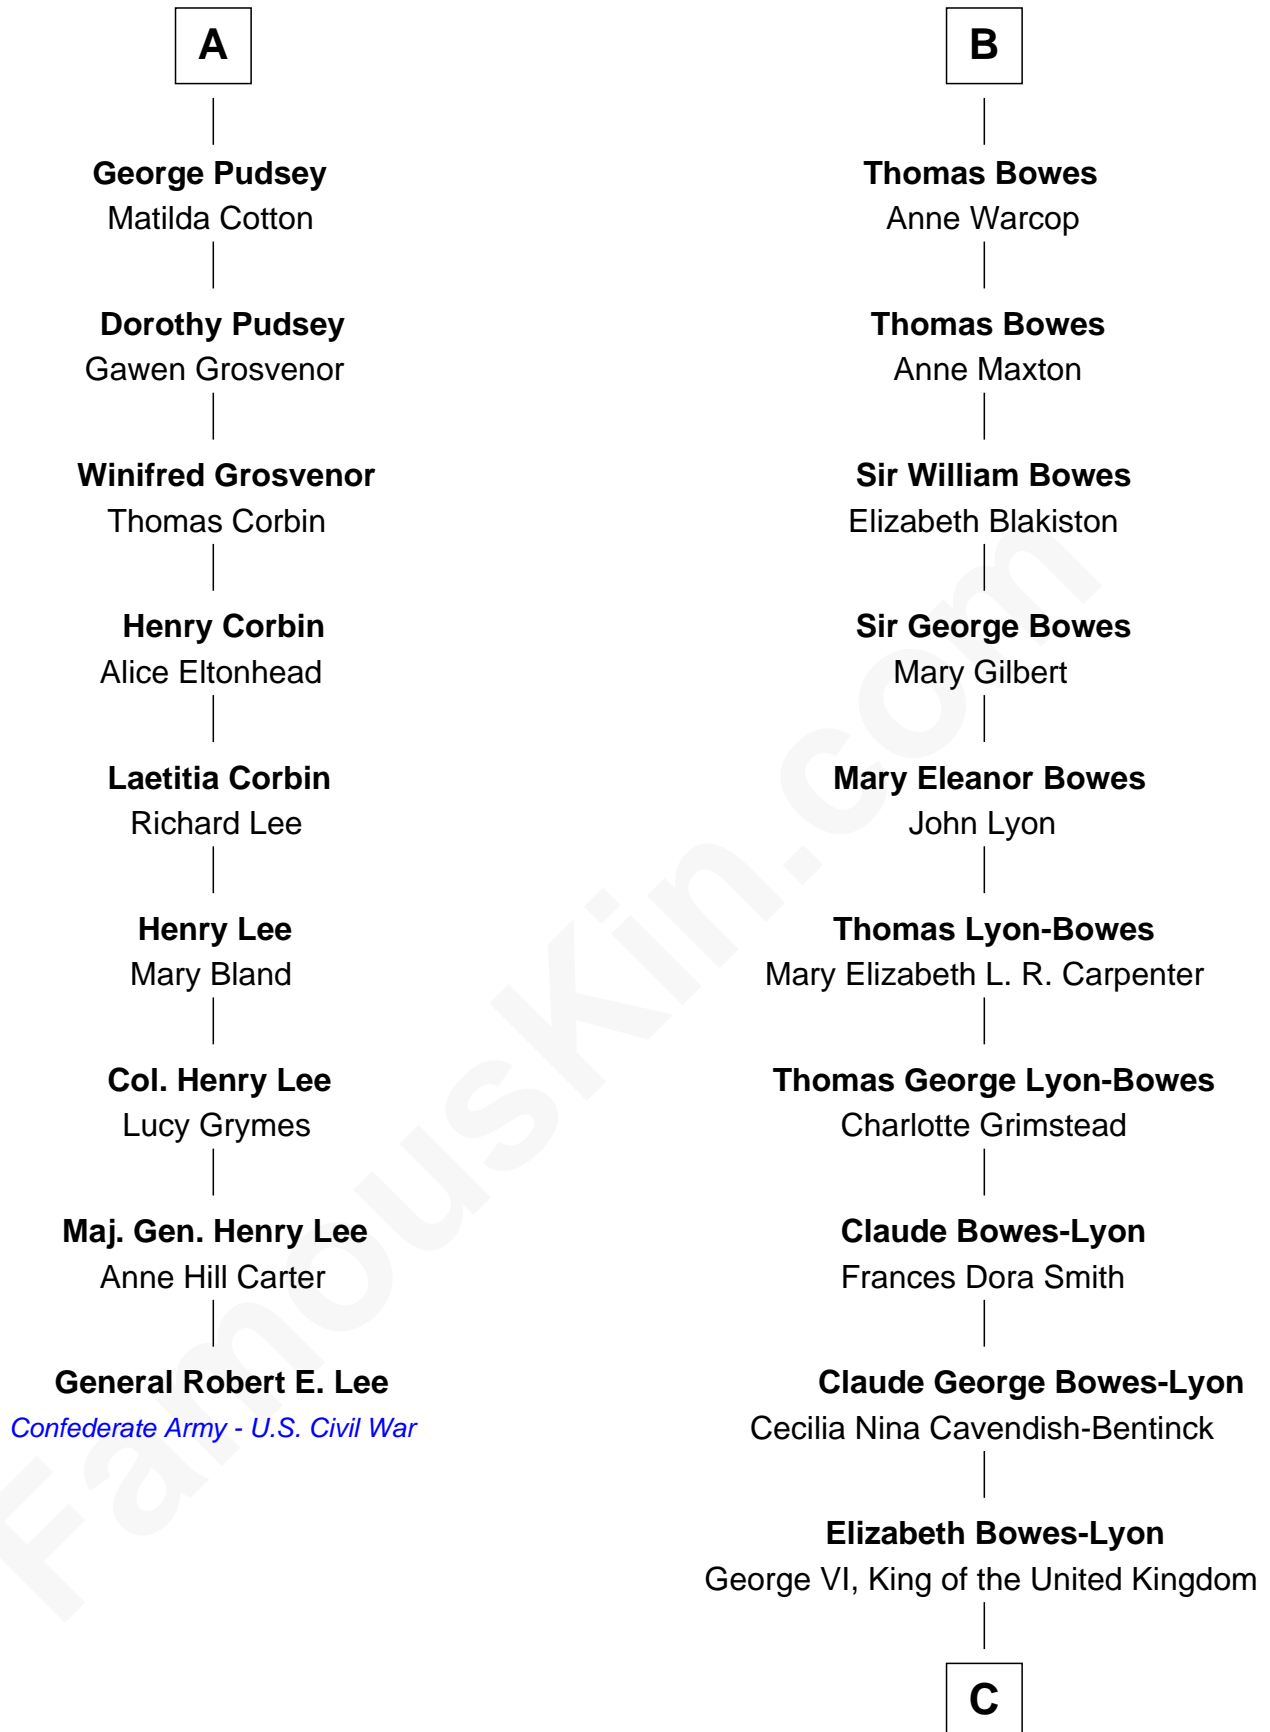 A
George Pudsey
Matilda Cotton
Dorothy Pudsey
Gawen Grosvenor
Winifred Grosvenor
Thomas Corbin
Henry Corbin
Alice Eltonhead
Laetitia Corbin
Richard Lee
Henry Lee
Mary Bland
Col. Henry Lee
Lucy Grymes
Maj. Gen. Henry Lee
Anne Hill Carter
General Robert E. Lee
Confederate Army - U.S. Civil War
B
Thomas Bowes
Anne Warcop
Thomas Bowes
Anne Maxton
Sir William Bowes
Elizabeth Blakiston
Sir George Bowes
Mary Gilbert
Mary Eleanor Bowes
John Lyon
Thomas Lyon-Bowes
Mary Elizabeth L. R. Carpenter
Thomas George Lyon-Bowes
Charlotte Grimstead
Claude Bowes-Lyon
Frances Dora Smith
Claude George Bowes-Lyon
Cecilia Nina Cavendish-Bentinck
Elizabeth Bowes-Lyon
George VI, King of the United Kingdom
C
FamousKin.com